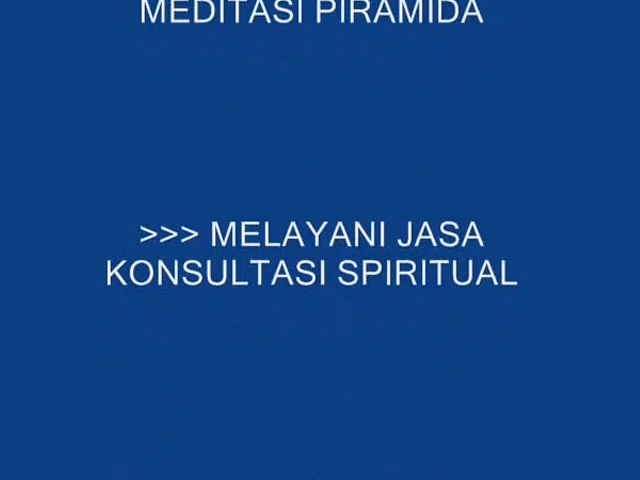 MEDITASI PIRAMIDA
>>> MELAYANI JASA
KONSULTASI SPIRITUAL